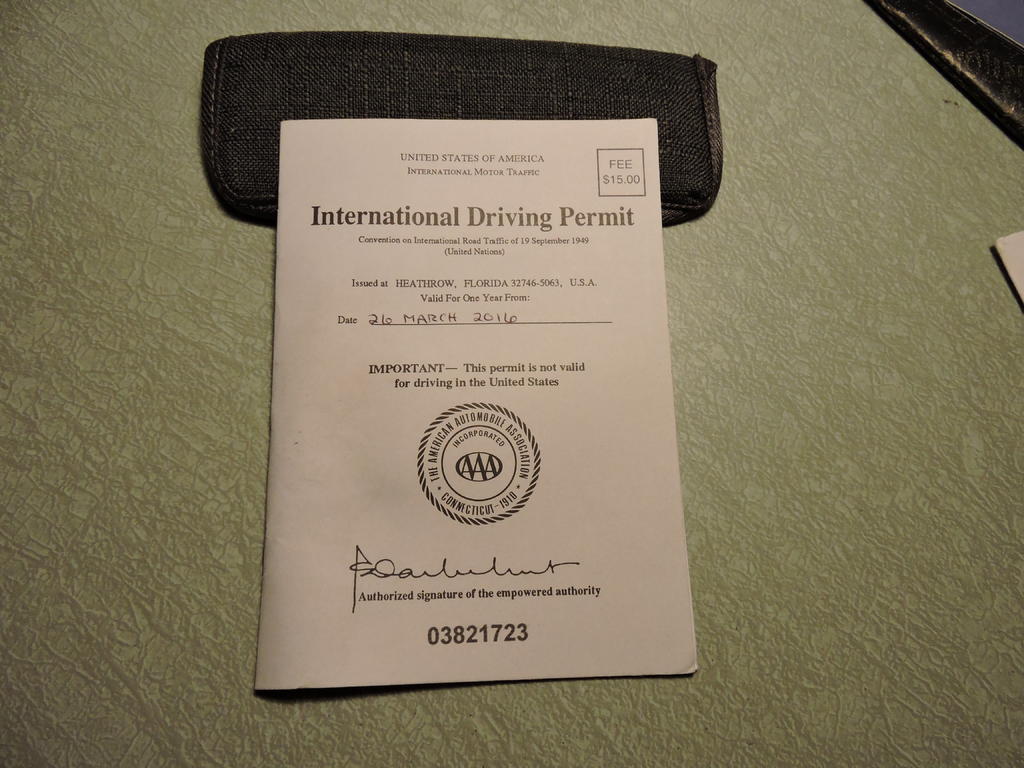 UNITED STATES OF AMERICA
INTERNATIONAL MOTOR TRAFFIC
FEE
$15.00
International Driving Permit
Convention on International Road Traffic of 19 September 1949
(United Nations)
Issued at HEATHROW, FLORIDA 32746-5063, U.S.A.
Valid For One Year From:
Date 26 MARCH 2016
IMPORTANT— This permit is not valid
for driving in the United States
THE AMERICAN AUTOMOBILE ASSOCIATION
INCORPORATED
AAA
CONNECTICUT-1910
Authorized signature of the empowered authority
03821723